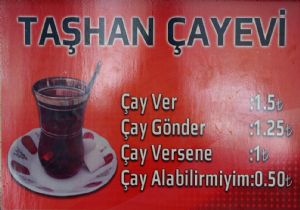 TAŞHAN ÇAYEVİ
Çay Ver :1.5₺
Çay Gönder :1.25₺
Çay Versene :1₺
Çay Alabilirmiyim:0.50₺